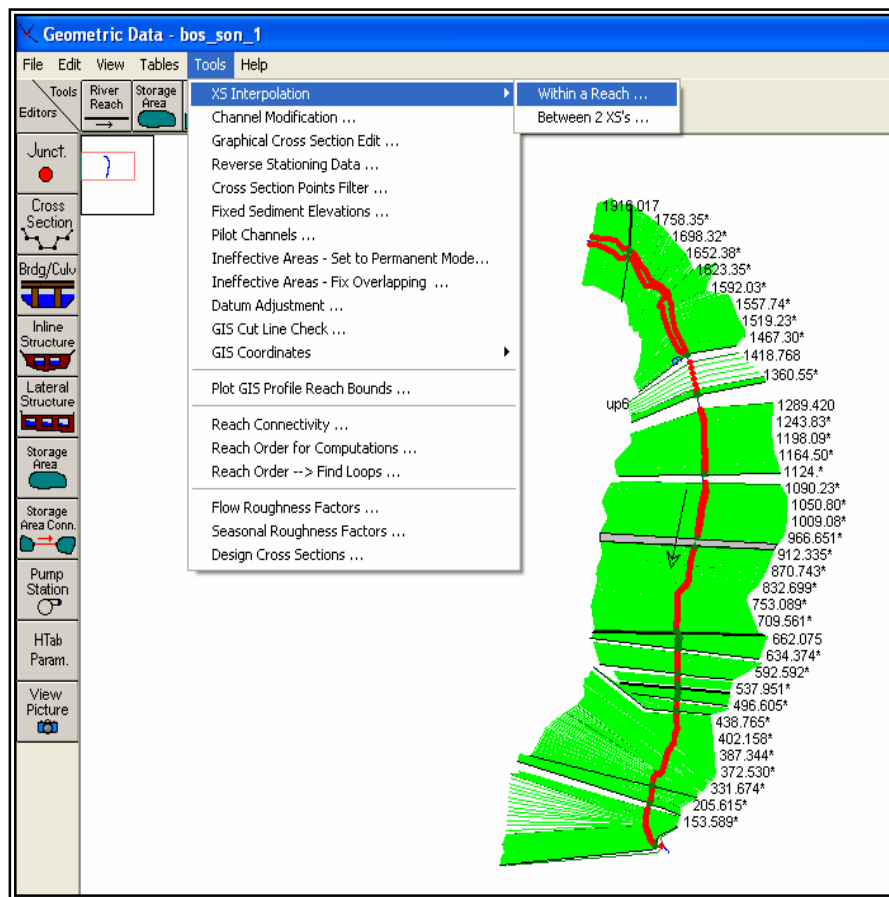 Geometric Data - bos_son_1
File Edit View Tables Tools Help
Tools
Editors
River
Reach
Storage
Area
Junct.
Cross
Section
Brdg/Culv
Inline
Structure
Lateral
Structure
Storage
Area
Storage
Area Conn.
Pump
Station
HTab
Param.
View
Picture
XS Interpolation
Channel Modification ...
Graphical Cross Section Edit ...
Reverse Stationing Data ...
Cross Section Points Filter ...
Fixed Sediment Elevations ...
Pilot Channels ...
Ineffective Areas - Set to Permanent Mode...
Ineffective Areas - Fix Overlapping ...
Datum Adjustment ...
GIS Cut Line Check ...
GIS Coordinates
Plot GIS Profile Reach Bounds ...
Reach Connectivity ...
Reach Order for Computations ...
Reach Order --> Find Loops ...
Flow Roughness Factors ...
Seasonal Roughness Factors ...
Design Cross Sections ...
Within a Reach ...
Between 2 XS's ...
1916.017
1758.35*
1698.32*
1652.38*
1623.35*
1592.03*
1557.74*
1519.23*
1467.30*
1418.768
1360.55*
up6
1289.420
1243.83*
1198.09*
1164.50*
1124.*
1090.23*
1050.80*
1009.08*
966.651*
912.335*
870.743*
832.699*
753.089*
709.561*
662.075
634.374*
592.592*
537.951*
496.605*
438.765*
402.158*
387.344*
372.530*
331.674*
205.615*
153.589*